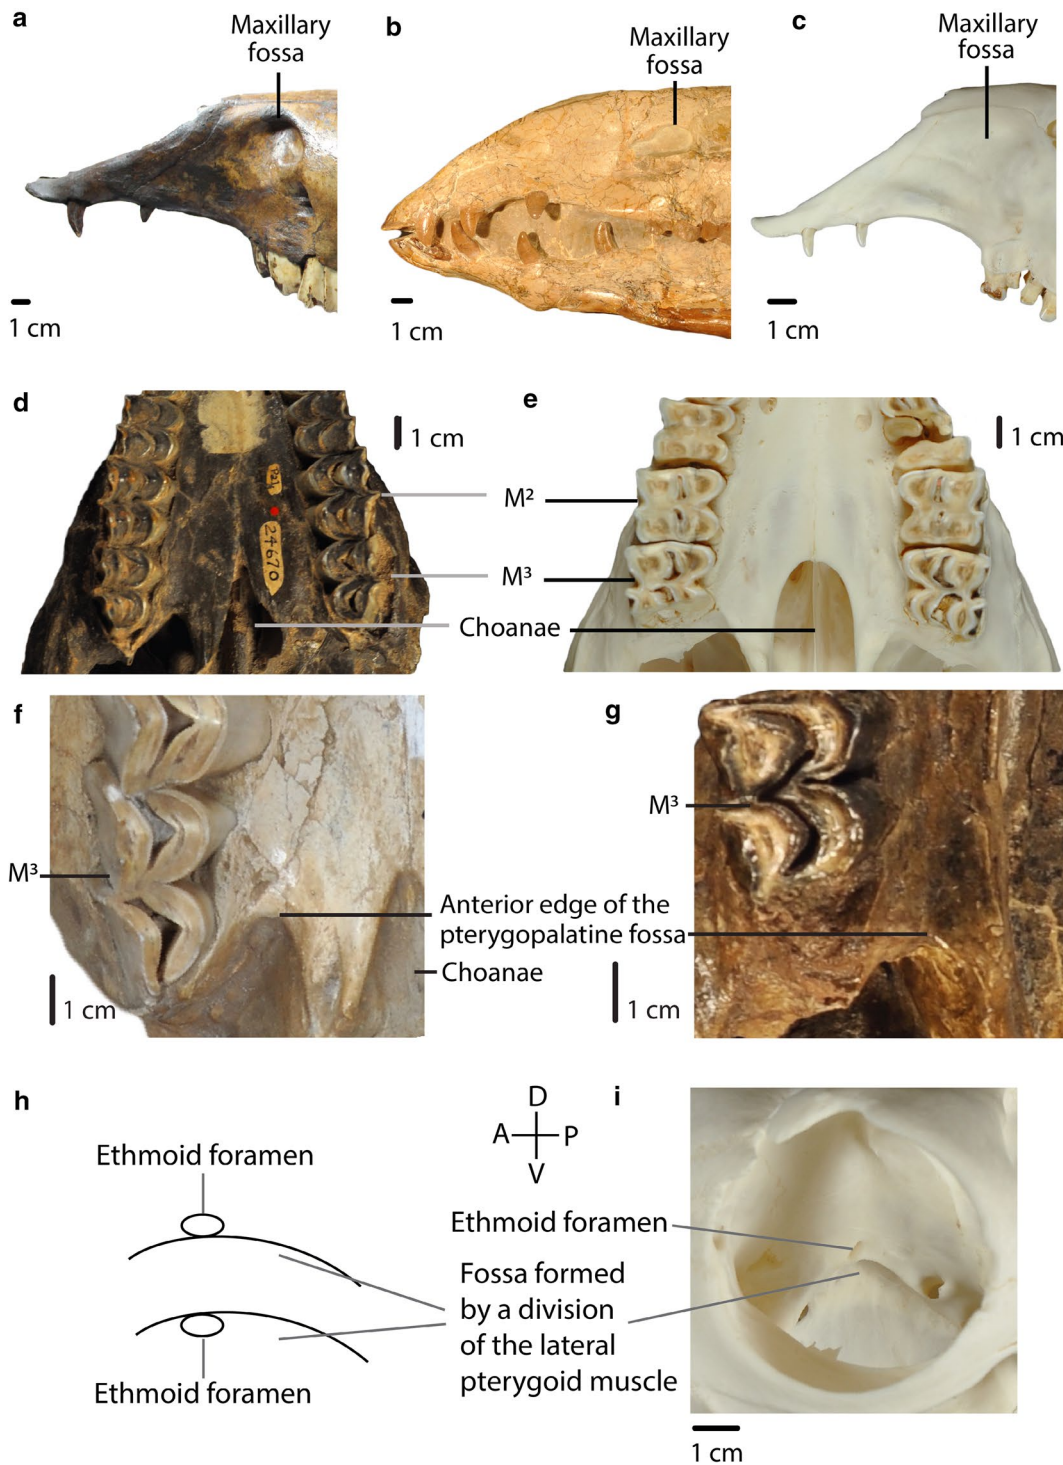 a
Maxillary
fossa
1 cm
b
Maxillary
fossa
1 cm
c
Maxillary
fossa
1 cm
d
1 cm
Pal4
24670
e
1 cm
M²
M³
Choanae
f
M³
1 cm
Anterior edge of the
pterygopalatine fossa
Choanae
g
M³
1 cm
h
Ethmoid foramen
Ethmoid foramen
D
A
P
V
i
Ethmoid foramen
Fossa formed
by a division
of the lateral
pterygoid muscle
1 cm